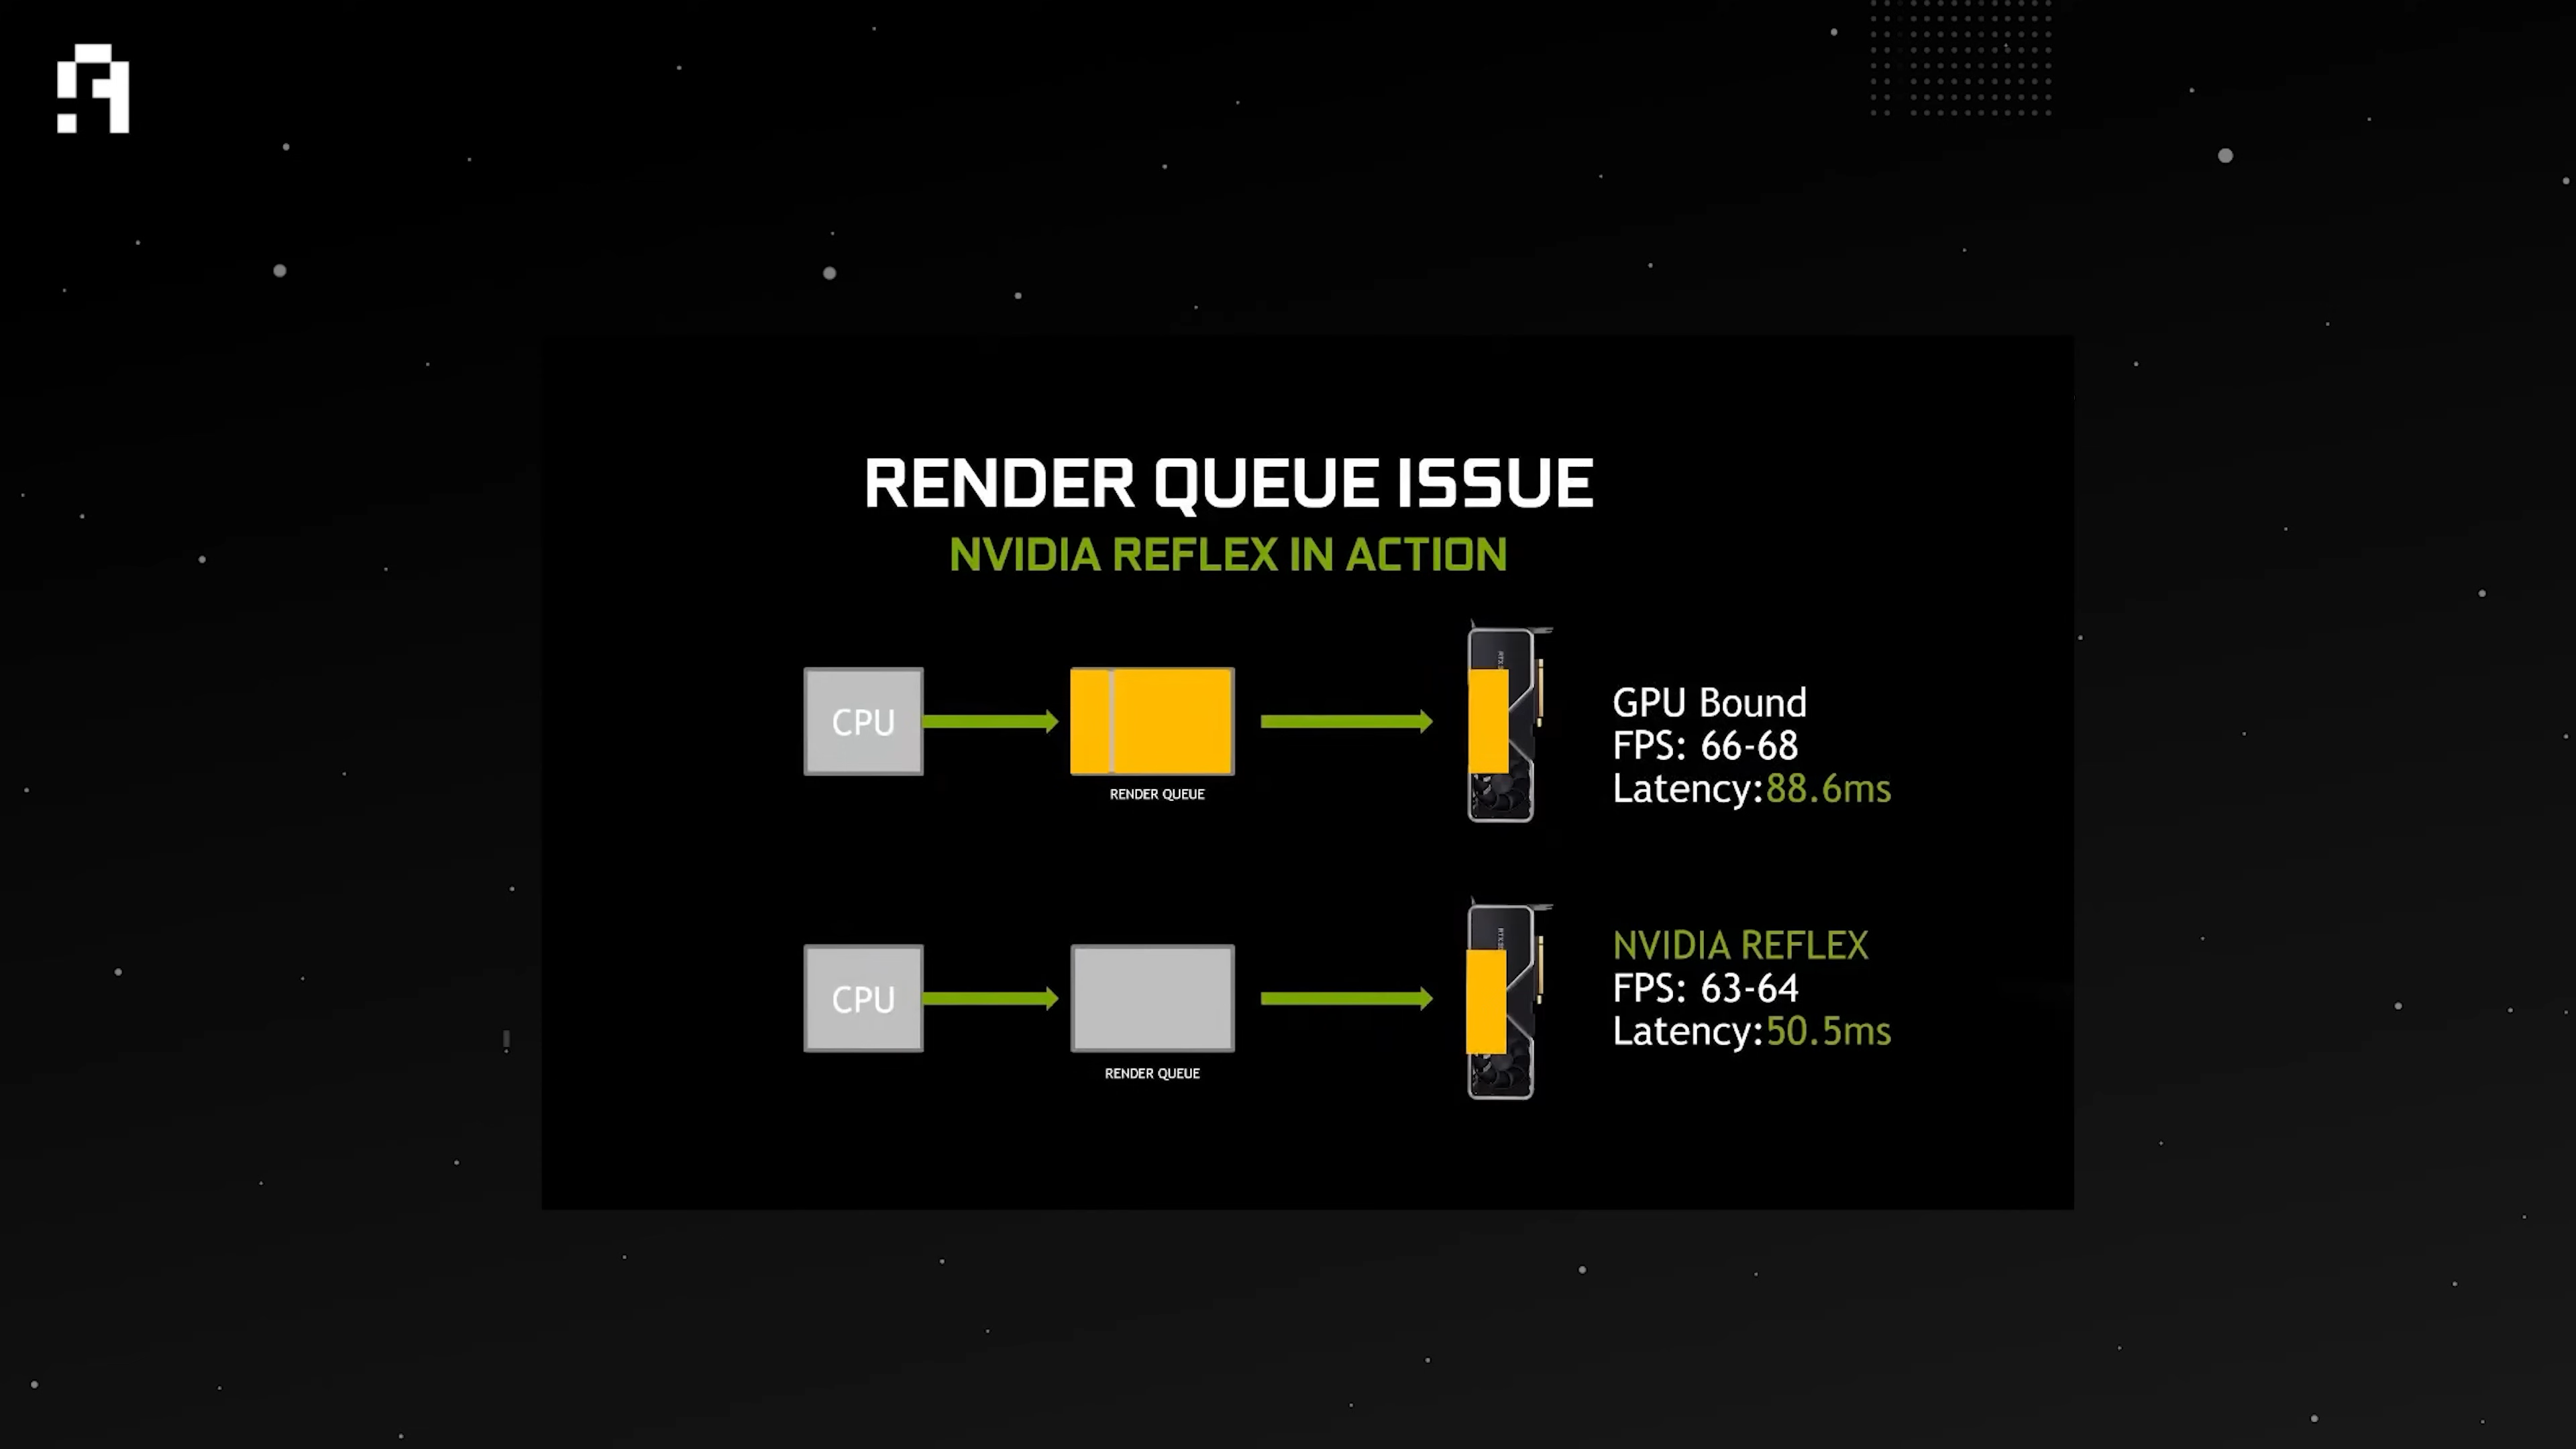 RENDER QUEUE ISSUE
NVIDIA REFLEX IN ACTION
CPU
RENDER QUEUE
GPU Bound
FPS: 66-68
Latency:88.6ms
CPU
RENDER QUEUE
NVIDIA REFLEX
FPS: 63-64
Latency:50.5ms